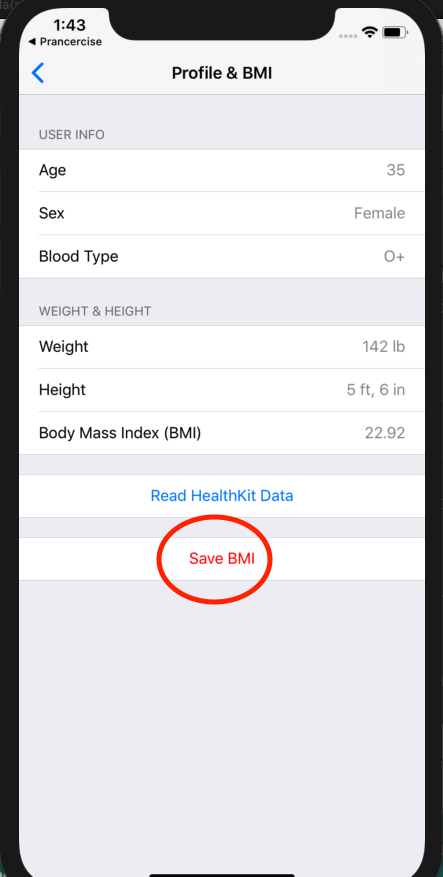 1:43
◀ Prancercise
Profile & BMI
USER INFO
Age 35
Sex Female
Blood Type O+
WEIGHT & HEIGHT
Weight 142 lb
Height 5 ft, 6 in
Body Mass Index (BMI) 22.92
Read HealthKit Data
Save BMI